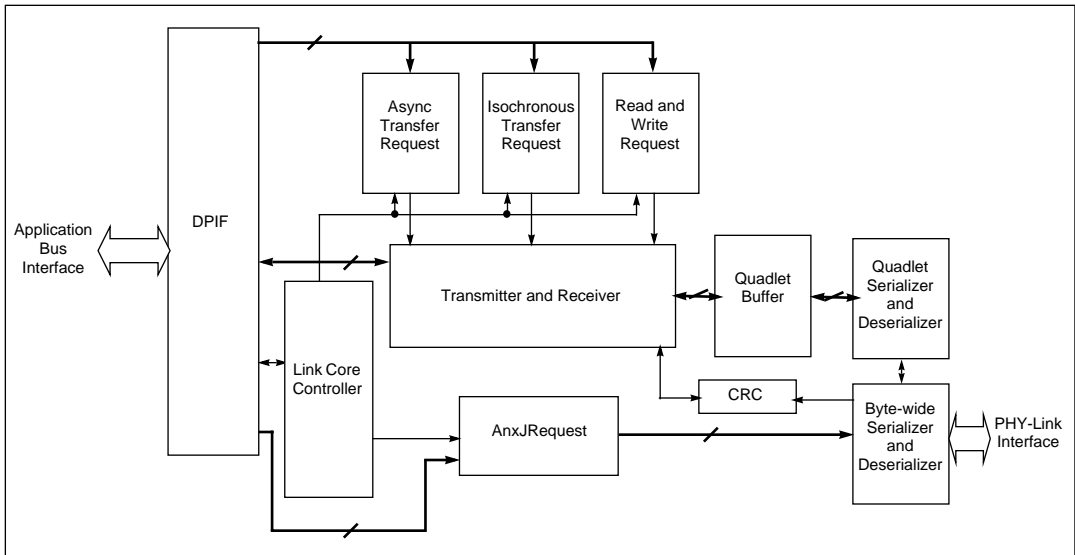 Async
Transfer
Request
Isochronous
Transfer
Request
Read and
Write
Request
DPIF
Application
Bus
Interface
Transmitter and Receiver
Quadlet
Buffer
Quadlet
Serializer
and
Deserializer
Link Core
Controller
CRC
AnxJRequest
Byte-wide
Serializer
and
Deserializer
PHY-Link
Interface